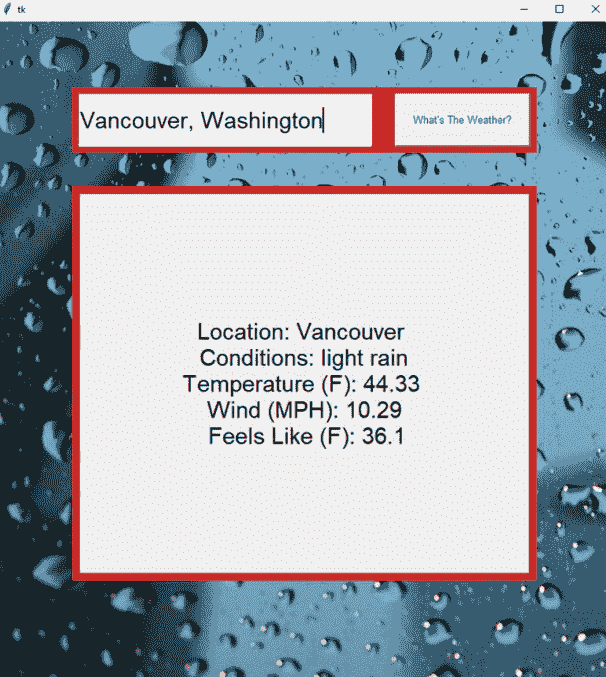 tk
Vancouver, Washington
What's The Weather?
Location: Vancouver
Conditions: light rain
Temperature (F): 44.33
Wind (MPH): 10.29
Feels Like (F): 36.1